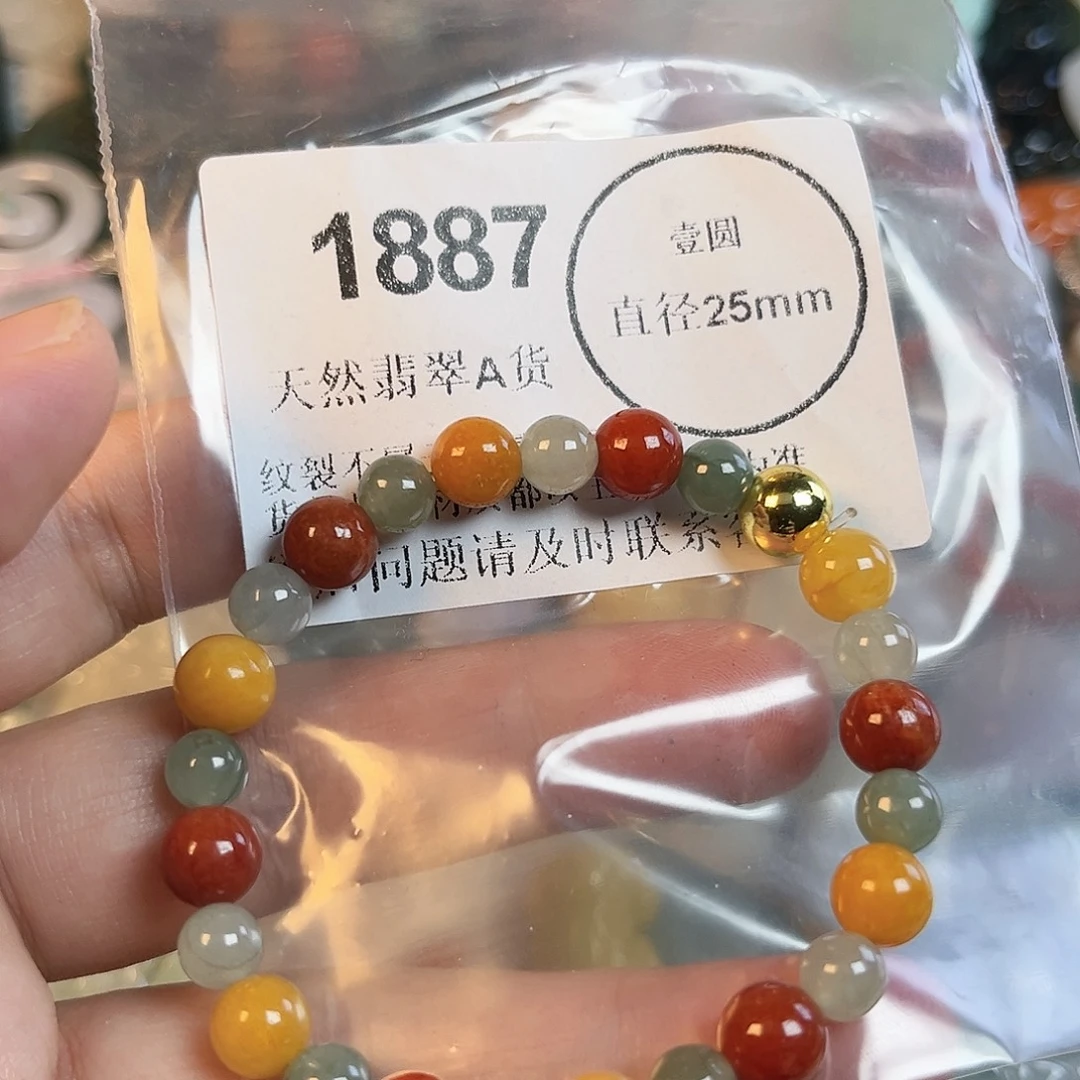 1887
壹圆
直径25mm
天然翡翠A货
纹裂不
货
问题请及时联系